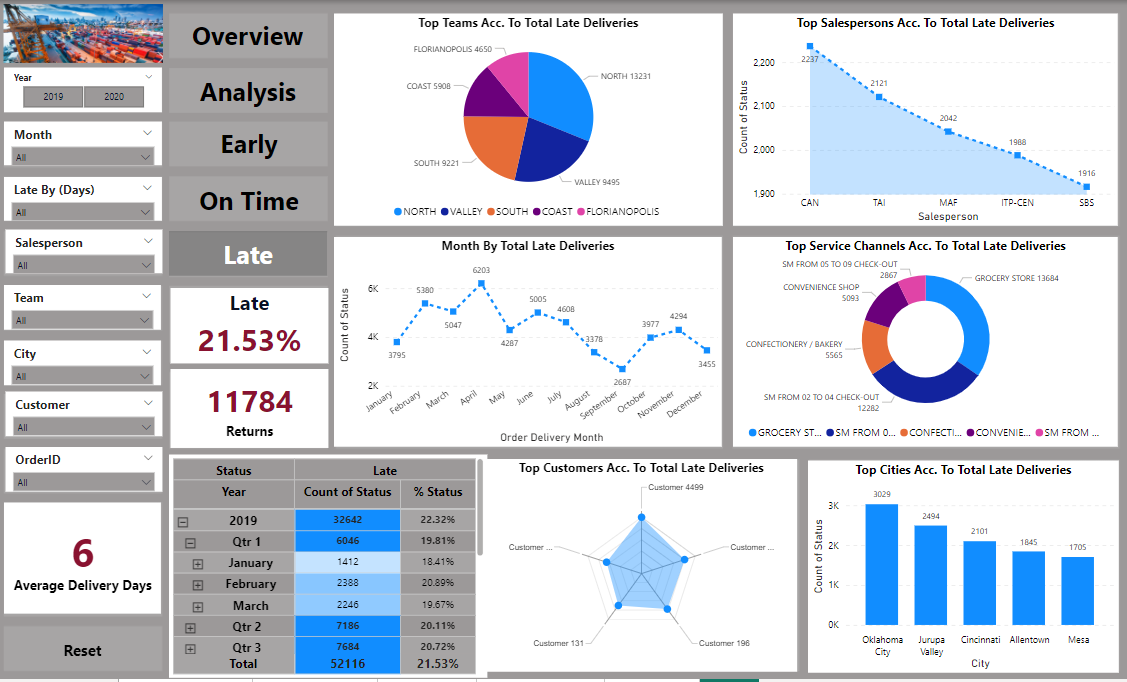 Year
2019 2020
Month
All
Late By (Days)
All
Salesperson
All
Team
All
City
All
Customer
All
OrderID
All
6
Average Delivery Days
Reset
Overview
Analysis
Early
On Time
Late
Late
21.53%
11784
Returns
Top Teams Acc. To Total Late Deliveries
FLORIANOPOLIS 4650
NORTH 13231
COAST 5908
SOUTH 9221
VALLEY 9495
NORTH VALLEY SOUTH COAST FLORIANOPOLIS
Top Salespersons Acc. To Total Late Deliveries
Count of Status
2,200
2,100
2,000
1,900
2237
2121
2042
1988
1916
CAN TAI MAF ITP-CEN SBS
Salesperson
Month By Total Late Deliveries
Count of Status
6K
4K
2K
3795
5380
5047
6203
4287
5005
4608
3378
2687
3977
4294
3455
January February March April May June July August September October November December
Order Delivery Month
Top Service Channels Acc. To Total Late Deliveries
SM FROM 05 TO 09 CHECK-OUT
2867
GROCERY STORE 13684
CONVENIENCE SHOP
5093
CONFECTIONERY / BAKERY
5565
SM FROM 02 TO 04 CHECK-OUT
12282
GROCERY ST... SM FROM 0... CONFECTI... CONVENIE... SM FROM ...
Status Late
Year Count of Status % Status
2019 32642 22.32%
Qtr 1 6046 19.81%
January 1412 18.41%
February 2388 20.89%
March 2246 19.67%
Qtr 2 7186 20.11%
Qtr 3 7684 20.72%
Total 52116 21.53%
Top Customers Acc. To Total Late Deliveries
Customer 4499
Customer ...
Customer ...
Customer 131
Customer 196
Top Cities Acc. To Total Late Deliveries
Count of Status
3K
2K
1K
0K
3029
2494
2101
1845
1705
Oklahoma City
Jurupa Valley
Cincinnati
Allentown
Mesa
City